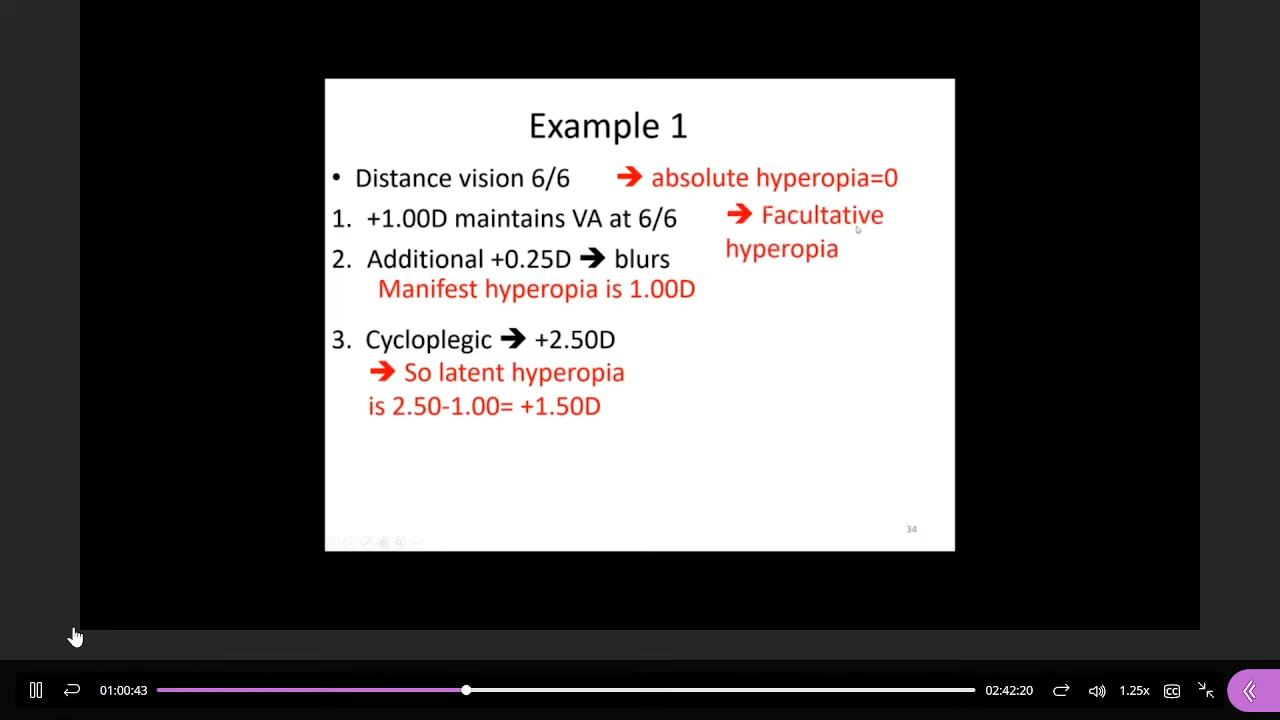 Example 1
• Distance vision 6/6 ➔ absolute hyperopia=0
1. +1.00D maintains VA at 6/6 ➔ Facultative
hyperopia
2. Additional +0.25D ➔ blurs
Manifest hyperopia is 1.00D
3. Cycloplegic ➔ +2.50D
➔ So latent hyperopia
is 2.50-1.00= +1.50D
34
01:00:43 02:42:20 1.25x CC